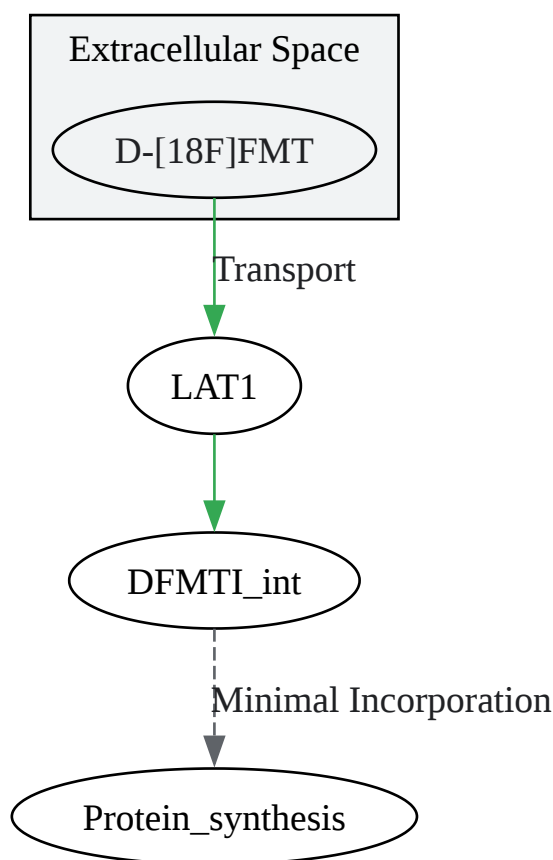 Extracellular Space
D-[18F]FMT
Transport
LAT1
DFMTI_int
Minimal Incorporation
Protein_synthesis